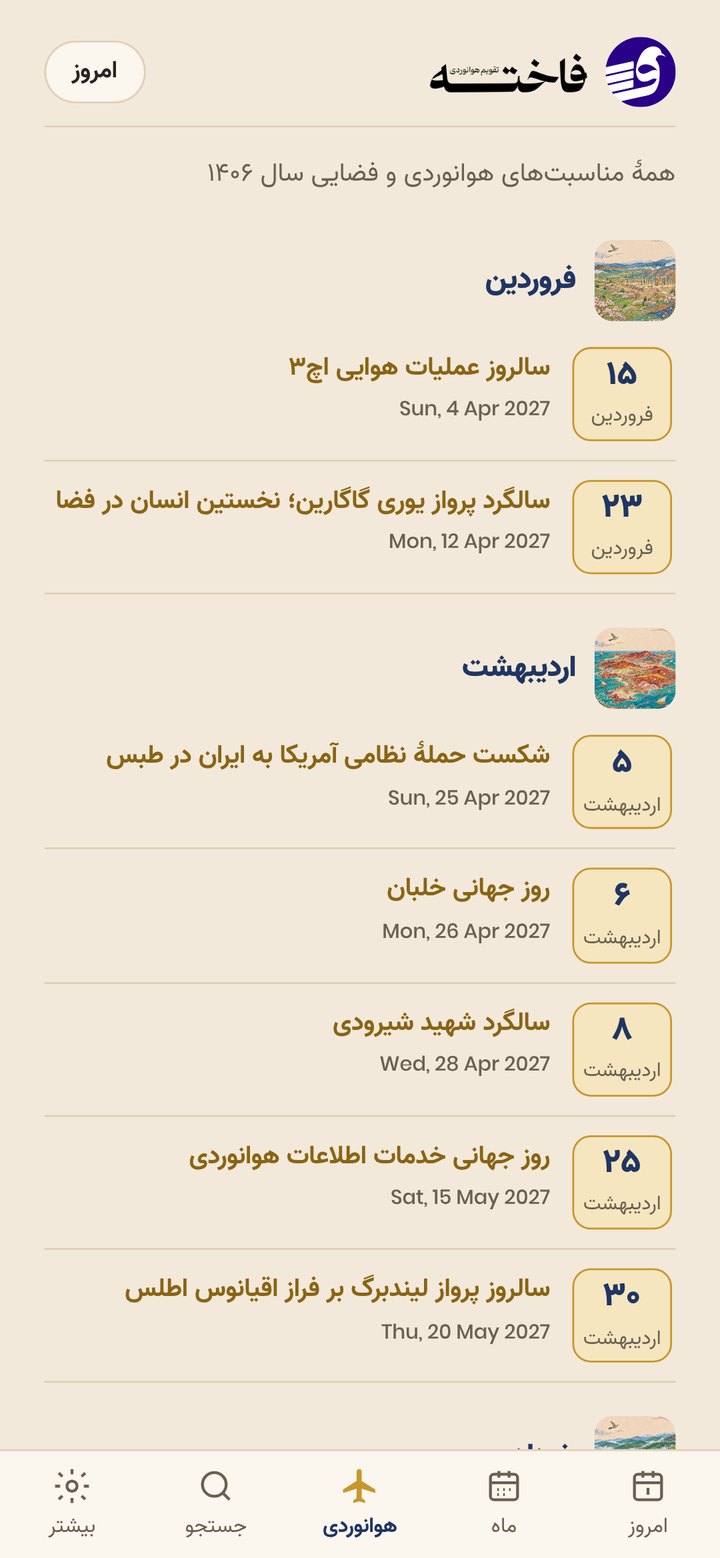 فاختــه
تقویم هوانوردی
امروز
همهٔ مناسبت‌های هوانوردی و فضایی سال ۱۴۰۶
فروردین
۱۵
فروردین
سالروز عملیات هوایی اچ۳
Sun, 4 Apr 2027
۲۳
فروردین
سالگرد پرواز یوری گاگارین؛ نخستین انسان در فضا
Mon, 12 Apr 2027
اردیبهشت
۵
اردیبهشت
شکست حملهٔ نظامی آمریکا به ایران در طبس
Sun, 25 Apr 2027
۶
اردیبهشت
روز جهانی خلبان
Mon, 26 Apr 2027
۸
اردیبهشت
سالگرد شهید شیرودی
Wed, 28 Apr 2027
۲۵
اردیبهشت
روز جهانی خدمات اطلاعات هوانوردی
Sat, 15 May 2027
۳۰
اردیبهشت
سالروز پرواز لیندبرگ بر فراز اقیانوس اطلس
Thu, 20 May 2027
امروز
ماه
هوانوردی
جستجو
بیشتر